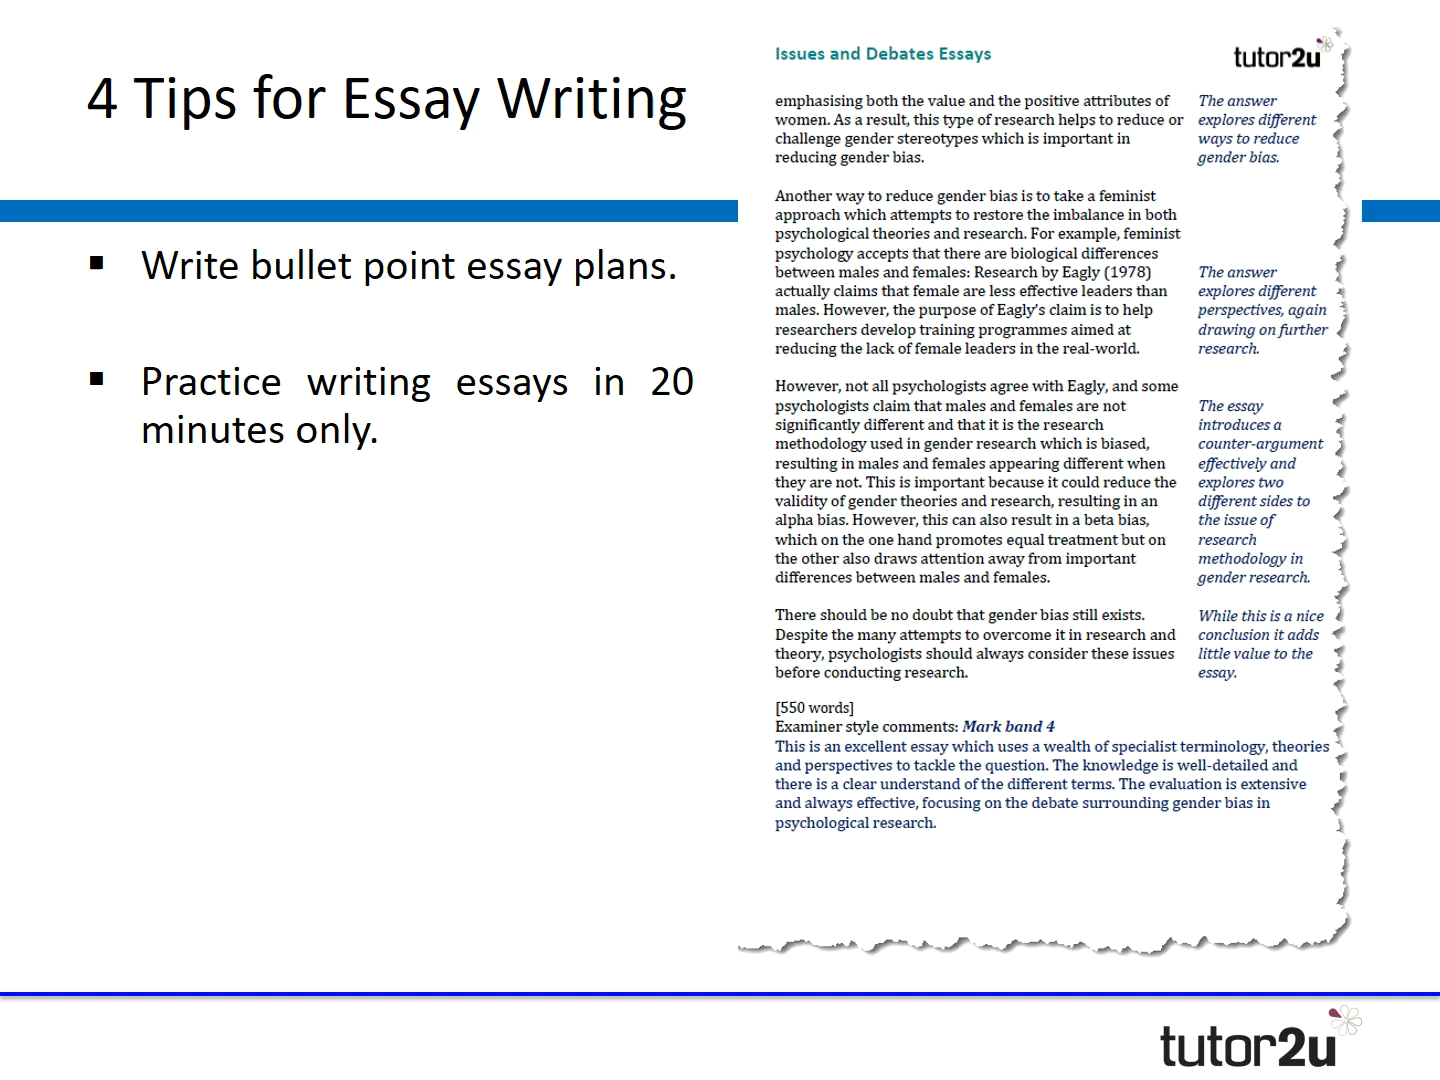 4 Tips for Essay Writing
▪ Write bullet point essay plans.
▪ Practice writing essays in 20
minutes only.
Issues and Debates Essays
tutor2u
emphasising both the value and the positive attributes of
women. As a result, this type of research helps to reduce or
challenge gender stereotypes which is important in
reducing gender bias.
The answer
explores different
ways to reduce
gender bias.
Another way to reduce gender bias is to take a feminist
approach which attempts to restore the imbalance in both
psychological theories and research. For example, feminist
psychology accepts that there are biological differences
between males and females: Research by Eagly (1978)
actually claims that female are less effective leaders than
males. However, the purpose of Eagly's claim is to help
researchers develop training programmes aimed at
reducing the lack of female leaders in the real-world.
The answer
explores different
perspectives, again
drawing on further
research.
However, not all psychologists agree with Eagly, and some
psychologists claim that males and females are not
significantly different and that it is the research
methodology used in gender research which is biased,
resulting in males and females appearing different when
they are not. This is important because it could reduce the
validity of gender theories and research, resulting in an
alpha bias. However, this can also result in a beta bias,
which on the one hand promotes equal treatment but on
the other also draws attention away from important
differences between males and females.
The essay
introduces a
counter-argument
effectively and
explores two
different sides to
the issue of
research
methodology in
gender research.
There should be no doubt that gender bias still exists.
Despite the many attempts to overcome it in research and
theory, psychologists should always consider these issues
before conducting research.
While this is a nice
conclusion it adds
little value to the
essay.
[550 words]
Examiner style comments: Mark band 4
This is an excellent essay which uses a wealth of specialist terminology, theories
and perspectives to tackle the question. The knowledge is well-detailed and
there is a clear understand of the different terms. The evaluation is extensive
and always effective, focusing on the debate surrounding gender bias in
psychological research.
tutor2u